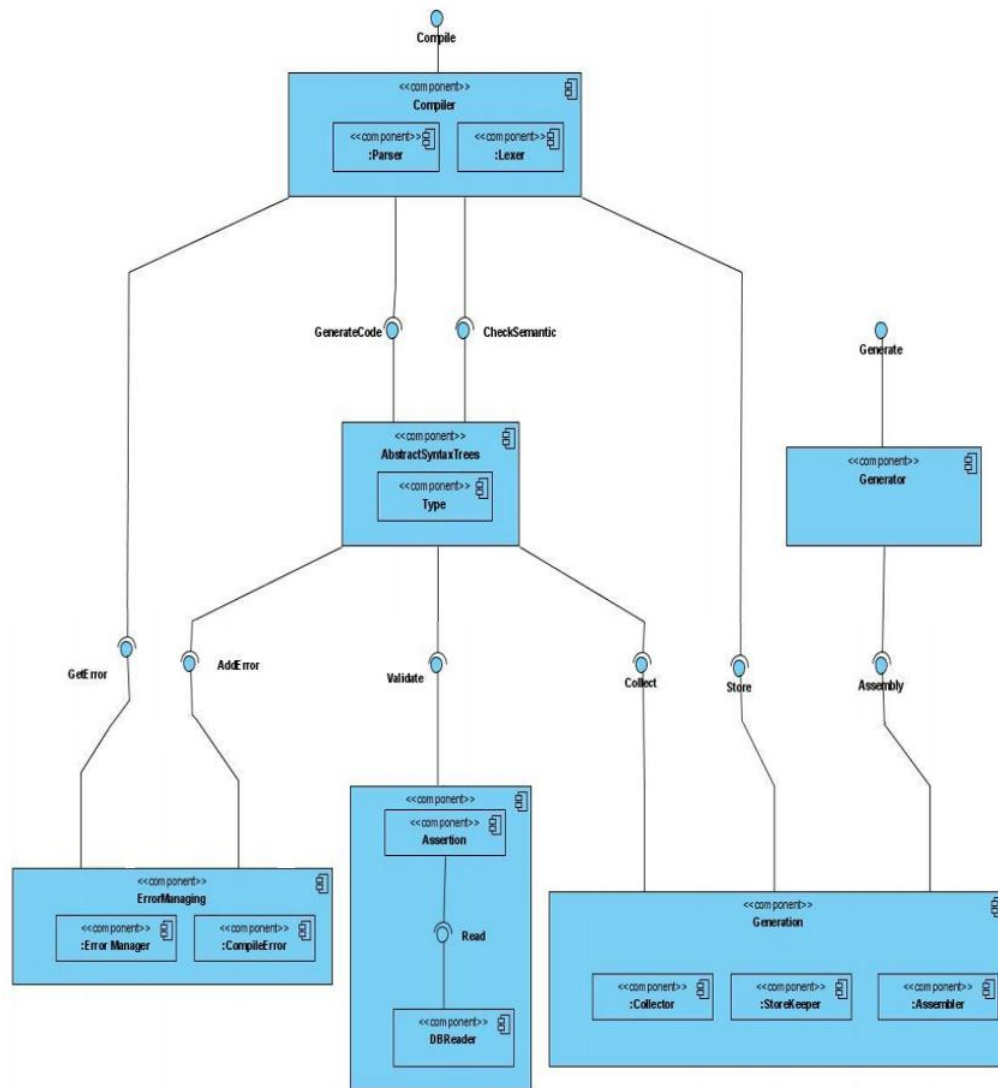 Compile
<<component>>
Compiler
<<component>>
:Parser
<<component>>
:Lexer
GenerateCode
CheckSemantic
Generate
<<component>>
AbstractSyntaxTrees
<<component>>
Type
<<component>>
Generator
GetError
AddError
Validate
Collect
Store
Assembly
<<component>>
<<component>>
Assertion
Read
<<component>>
DBReader
<<component>>
ErrorManaging
<<component>>
:Error Manager
<<component>>
:CompileError
<<component>>
Generation
<<component>>
:Collector
<<component>>
:StoreKeeper
<<component>>
:Assembler